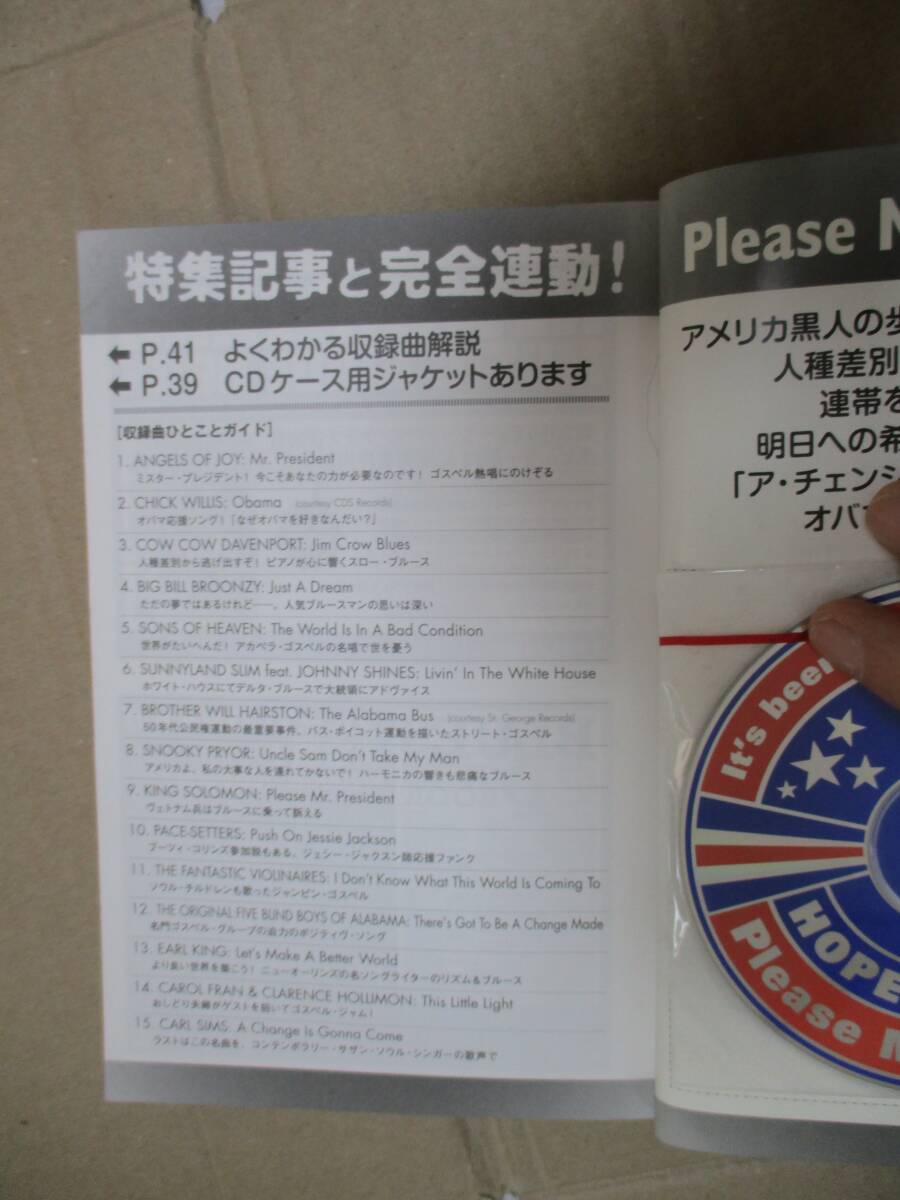 特集記事と完全連動!
← P.41 よくわかる収録曲解説
← P.39 CDケース用ジャケットあります
[収録曲ひとことガイド]
1. ANGELS OF JOY: Mr. President
ミスター・プレジデント! 今こそあなたの力が必要なのです! ゴスペル熱唱にのけぞる
2. CHICK WILLIS: Obama (courtesy CDS Records)
オバマ応援ソング!「なぜオバマを好きなんだい?」
3. COW COW DAVENPORT: Jim Crow Blues
人種差別から逃げ出すぞ! ピアノが心に響くスロー・ブルース
4. BIG BILL BROONZY: Just A Dream
ただの夢ではあるけれど──。人気ブルースマンの思いは深い
5. SONS OF HEAVEN: The World Is In A Bad Condition
世界がたいへんだ! アカペラ・ゴスペルの名唱で世を憂う
6. SUNNYLAND SLIM feat. JOHNNY SHINES: Livin' In The White House
ホワイト・ハウスにてデルタ・ブルースで大統領にアドヴァイス
7. BROTHER WILL HAIRSTON: The Alabama Bus (courtesy St. George Records)
50年代公民権運動の最重要事件、バス・ボイコット運動を描いたストリート・ゴスペル
8. SNOOKY PRYOR: Uncle Sam Don't Take My Man
アメリカよ、私の大事な人を連れてかないで! ハーモニカの響きも悲痛なブルース
9. KING SOLOMON: Please Mr. President
ヴェトナム兵はブルースに乗って訴える
10. PACE-SETTERS: Push On Jessie Jackson
ブーツィ・コリンズ参加説もある、ジェシー・ジャクスン師応援ファンク
11. THE FANTASTIC VIOLINAIRES: I Don't Know What This World Is Coming To
ソウル・チルドレンも歌ったジャンピン・ゴスペル
12. THE ORIGINAL FIVE BLIND BOYS OF ALABAMA: There's Got To Be A Change Made
名門ゴスペル・グループの迫力のポジティヴ・ソング
13. EARL KING: Let's Make A Better World
より良い世界を築こう! ニューオーリンズの名ソングライターのリズム&ブルース
14. CAROL FRAN & CLARENCE HOLLIMON: This Little Light
おしどり夫婦がゲストを招いてゴスペル・ジャム!
15. CARL SIMS: A Change Is Gonna Come
ラストはこの名曲を、コンテンポラリー・サザン・ソウル・シンガーの歌声で
Please
アメリカ黒人の歩
人種差別
連帯を
明日への希
「ア・チェンジ
オバマ
It's been
HOPE
Please M